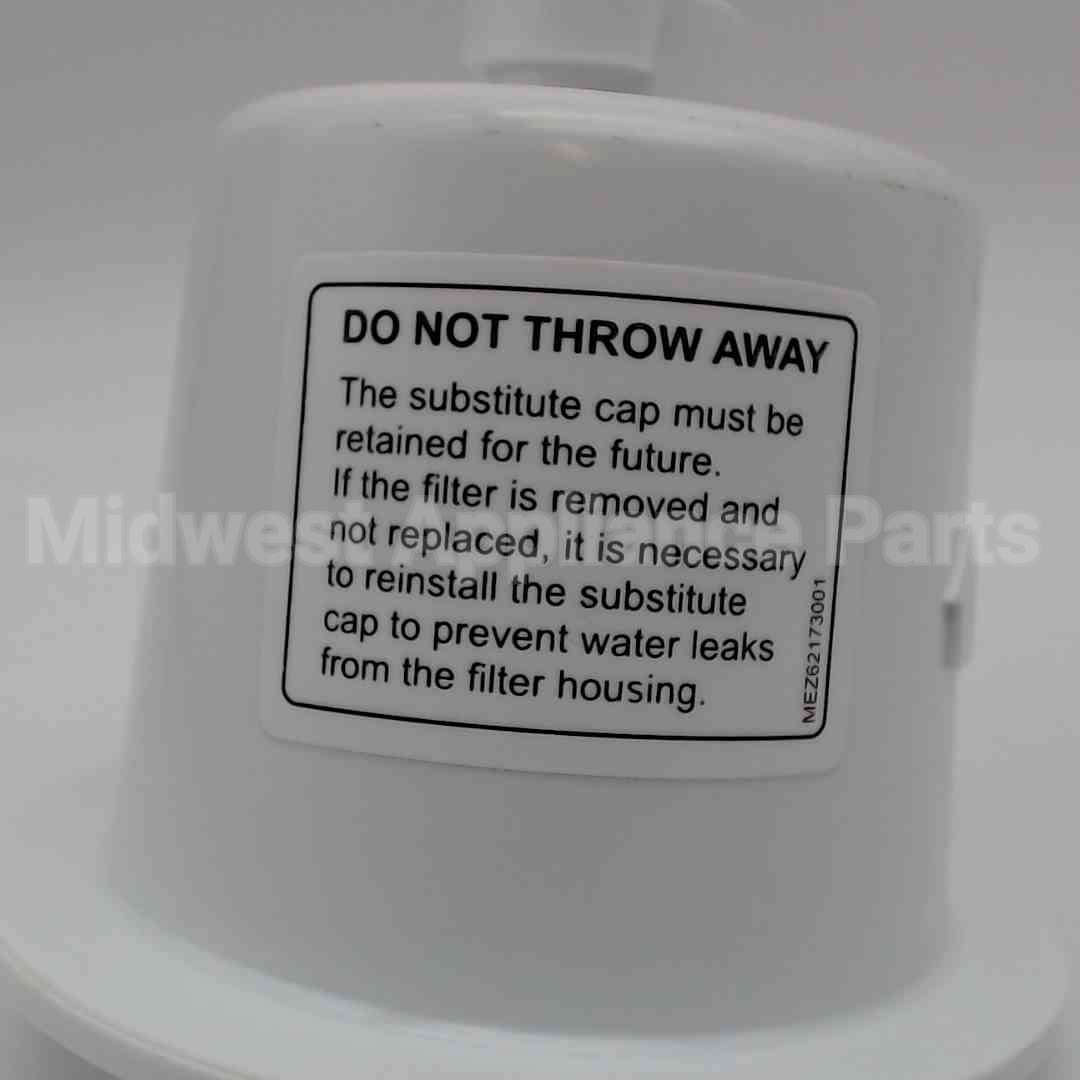 DO NOT THROW AWAY
The substitute cap must be
retained for the future.
If the filter is removed and
not replaced, it is necessary
to reinstall the substitute
cap to prevent water leaks
from the filter housing.
MEZ62173001
Midwest Appliance Parts